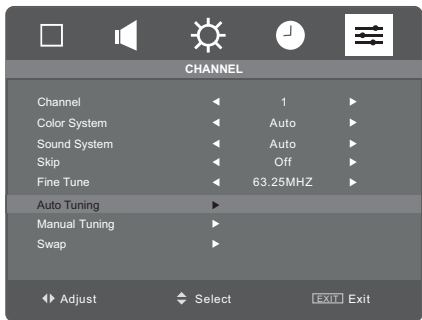 CHANNEL
Channel ◀ 1 ▶
Color System ◀ Auto ▶
Sound System ◀ Auto ▶
Skip ◀ Off ▶
Fine Tune ◀ 63.25MHZ ▶
Auto Tuning ▶
Manual Tuning ▶
Swap ▶
Adjust Select EXIT Exit